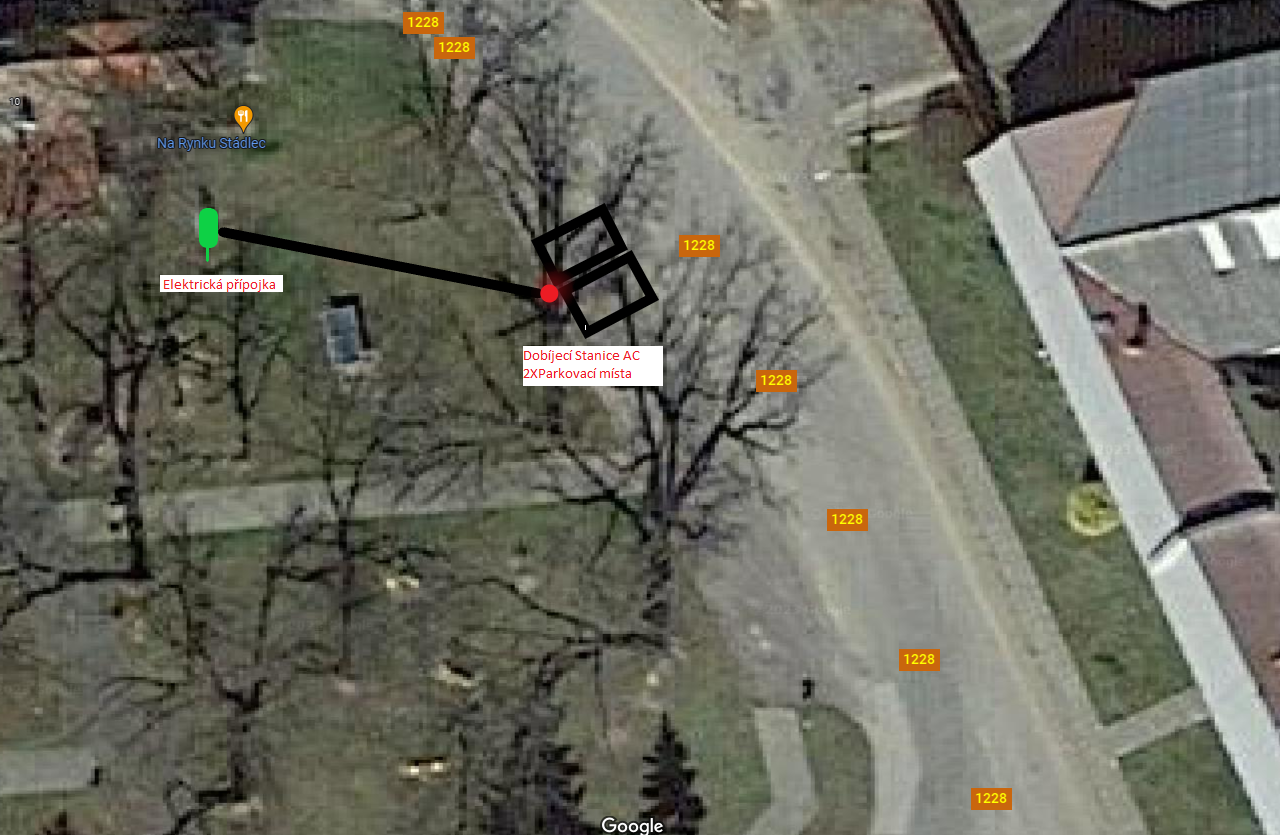 1228
1228
10
Na Rynku Stádlec
1228
Elektrická přípojka
Dobíjecí Stanice AC
2XParkovací místa
1228
1228
1228
1228
Google